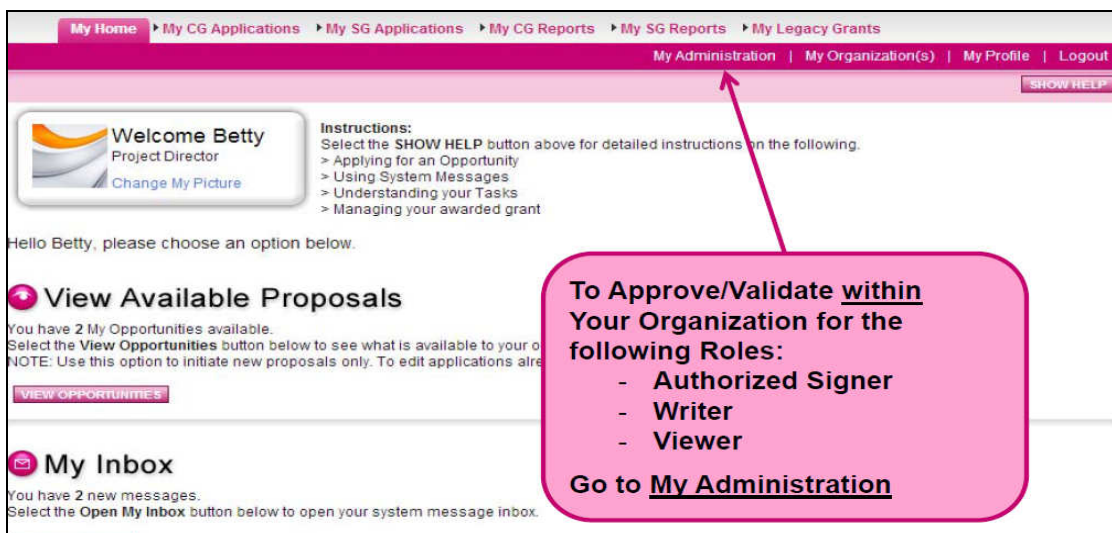 My Home My CG Applications My SG Applications My CG Reports My SG Reports My Legacy Grants
My Administration | My Organization(s) | My Profile | Logout
SHOW HELP
Welcome Betty
Project Director
Change My Picture
Instructions:
Select the SHOW HELP button above for detailed instructions on the following.
> Applying for an Opportunity
> Using System Messages
> Understanding your Tasks
> Managing your awarded grant
Hello Betty, please choose an option below.
View Available Proposals
You have 2 My Opportunities available.
Select the View Opportunities button below to see what is available to your
NOTE: Use this option to initiate new proposals only. To edit applications
VIEW OPPORTUNITIES
My Inbox
You have 2 new messages.
Select the Open My Inbox button below to open your system message inbox.
To Approve/Validate within
Your Organization for the
following Roles:
- Authorized Signer
- Writer
- Viewer
Go to My Administration